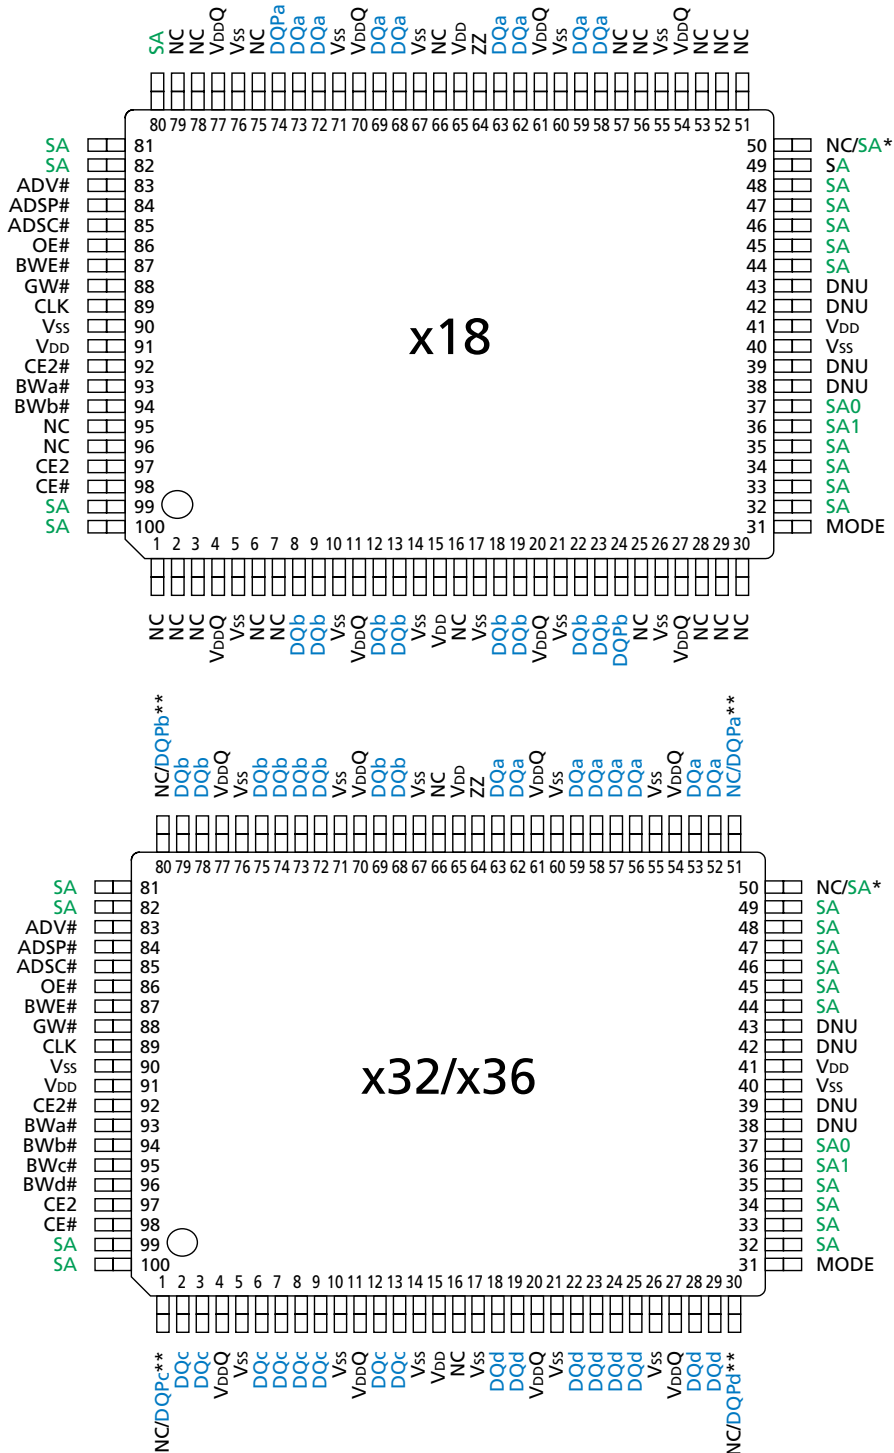 SA NC NC VDDQ Vss NC DQPa DQa DQa Vss VDDQ DQa DQa Vss NC VDD ZZ DQa DQa VDDQ Vss DQa DQa NC NC Vss VDDQ NC NC NC
80 79 78 77 76 75 74 73 72 71 70 69 68 67 66 65 64 63 62 61 60 59 58 57 56 55 54 53 52 51
SA 81 50 NC/SA*
SA 82 49 SA
ADV# 83 48 SA
ADSP# 84 47 SA
ADSC# 85 46 SA
OE# 86 45 SA
BWE# 87 44 SA
GW# 88 43 DNU
CLK 89 42 DNU
Vss 90 41 VDD
x18
VDD 91 40 Vss
CE2# 92 39 DNU
BWa# 93 38 DNU
BWb# 94 37 SA0
NC 95 36 SA1
NC 96 35 SA
CE2 97 34 SA
CE# 98 33 SA
SA 99 32 SA
SA 100 31 MODE
1 2 3 4 5 6 7 8 9 10 11 12 13 14 15 16 17 18 19 20 21 22 23 24 25 26 27 28 29 30
NC NC NC VDDQ Vss NC NC DQb DQb Vss VDDQ DQb DQb Vss VDD NC Vss DQb DQb VDDQ Vss DQb DQb DQPb NC Vss VDDQ NC NC NC
NC/DQPb** DQb DQb VDDQ Vss DQb DQb DQb DQb Vss VDDQ DQb DQb Vss NC VDD ZZ DQa DQa VDDQ Vss DQa DQa DQa DQa Vss VDDQ DQa DQa NC/DQPa**
80 79 78 77 76 75 74 73 72 71 70 69 68 67 66 65 64 63 62 61 60 59 58 57 56 55 54 53 52 51
SA 81 50 NC/SA*
SA 82 49 SA
ADV# 83 48 SA
ADSP# 84 47 SA
ADSC# 85 46 SA
OE# 86 45 SA
BWE# 87 44 SA
GW# 88 43 DNU
CLK 89 42 DNU
Vss 90 41 VDD
x32/x36
VDD 91 40 Vss
CE2# 92 39 DNU
BWa# 93 38 DNU
BWb# 94 37 SA0
BWc# 95 36 SA1
BWd# 96 35 SA
CE2 97 34 SA
CE# 98 33 SA
SA 99 32 SA
SA 100 31 MODE
1 2 3 4 5 6 7 8 9 10 11 12 13 14 15 16 17 18 19 20 21 22 23 24 25 26 27 28 29 30
NC/DQPc** DQc DQc VDDQ Vss DQc DQc DQc DQc Vss VDDQ DQc DQc Vss VDD NC Vss DQd DQd VDDQ Vss DQd DQd DQd DQd Vss VDDQ DQd DQd NC/DQPd**